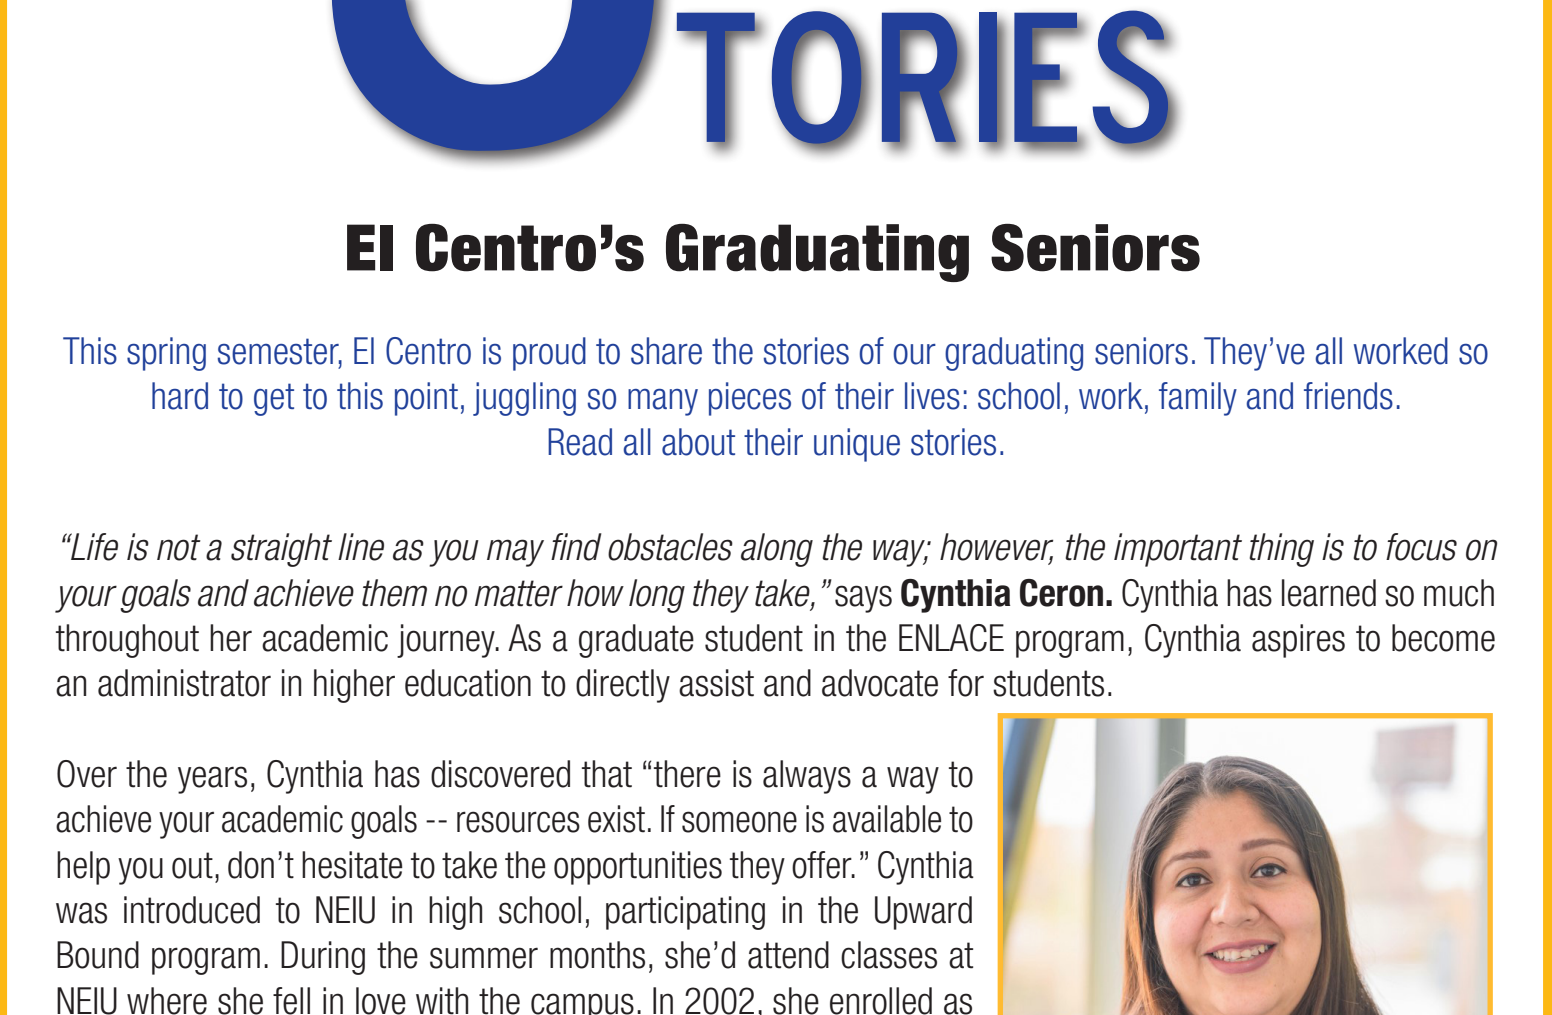 TORIES
El Centro’s Graduating Seniors
This spring semester, El Centro is proud to share the stories of our graduating seniors. They’ve all worked so
hard to get to this point, juggling so many pieces of their lives: school, work, family and friends.
Read all about their unique stories.
“Life is not a straight line as you may find obstacles along the way; however, the important thing is to focus on
your goals and achieve them no matter how long they take,” says Cynthia Ceron. Cynthia has learned so much
throughout her academic journey. As a graduate student in the ENLACE program, Cynthia aspires to become
an administrator in higher education to directly assist and advocate for students.
Over the years, Cynthia has discovered that “there is always a way to
achieve your academic goals -- resources exist. If someone is available to
help you out, don’t hesitate to take the opportunities they offer.” Cynthia
was introduced to NEIU in high school, participating in the Upward
Bound program. During the summer months, she’d attend classes at
NEIU where she fell in love with the campus. In 2002, she enrolled as